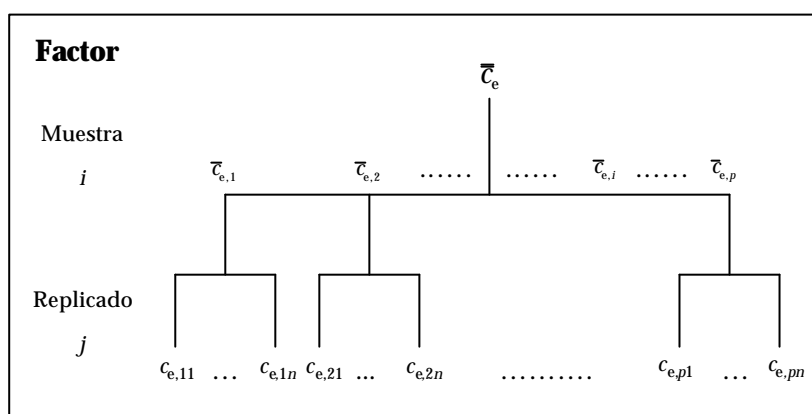 Factor
c̿e
Muestra
i
c̅e,1 c̅e,2 ...... ...... c̅e,i ...... c̅e,p
Replicado
j
ce,11 ... ce,1n ce,21 ... ce,2n .......... ce,p1 ... ce,pn